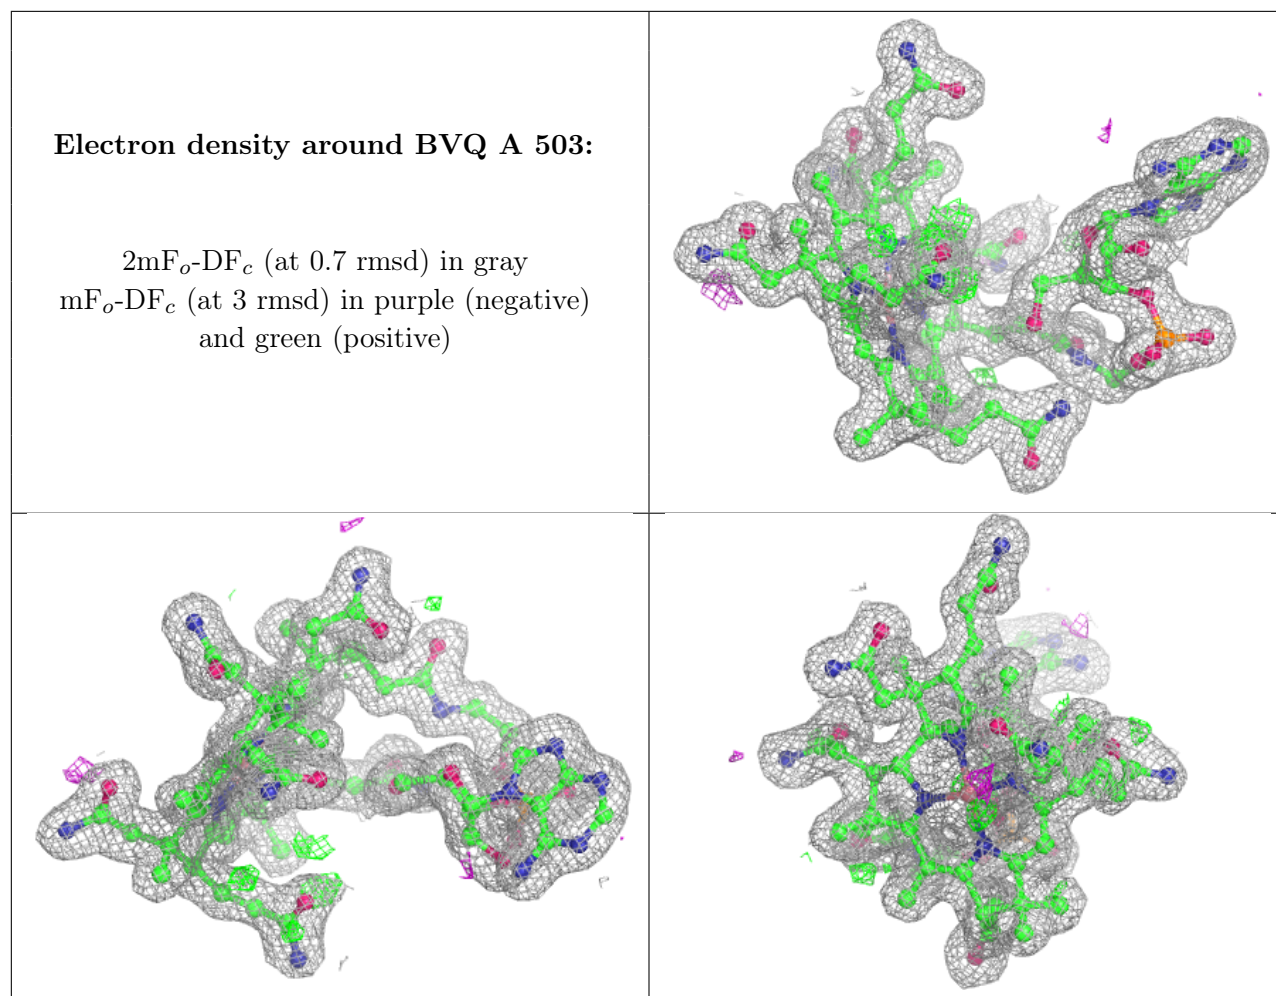 Electron density around BVQ A 503:
2mFo-DFc (at 0.7 rmsd) in gray
mFo-DFc (at 3 rmsd) in purple (negative)
and green (positive)